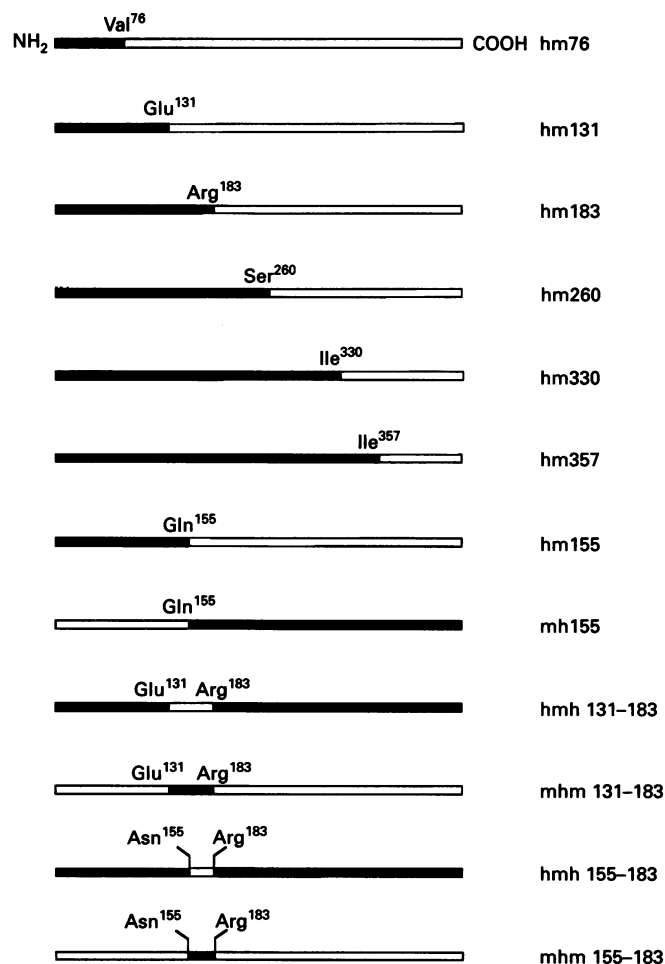 Val76
NH2 COOH hm76
Glu131
hm131
Arg183
hm183
Ser260
hm260
Ile330
hm330
Ile357
hm357
Gln155
hm155
Gln155
mh155
Glu131 Arg183
hmh 131–183
Glu131 Arg183
mhm 131–183
Asn155 Arg183
hmh 155–183
Asn155 Arg183
mhm 155–183